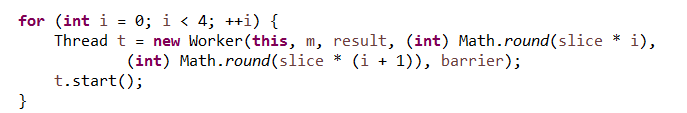 for (int i = 0; i < 4; ++i) {
    Thread t = new Worker(this, m, result, (int) Math.round(slice * i),
            (int) Math.round(slice * (i + 1)), barrier);
    t.start();
}